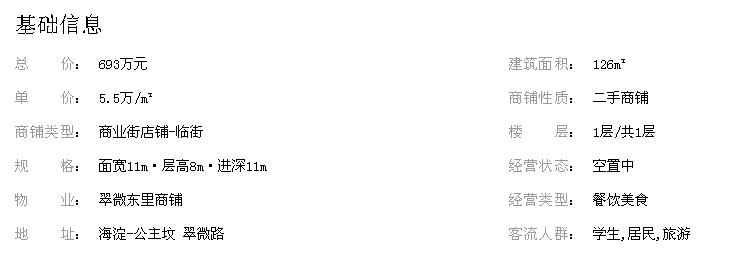 基础信息
总 价： 693万元 建筑面积： 126m²
单 价： 5.5万/m² 商铺性质： 二手商铺
商铺类型： 商业街店铺-临街 楼 层： 1层/共1层
规 格： 面宽11m·层高8m·进深11m 经营状态： 空置中
物 业： 翠微东里商铺 经营类型： 餐饮美食
地 址： 海淀-公主坟 翠微路 客流人群： 学生,居民,旅游